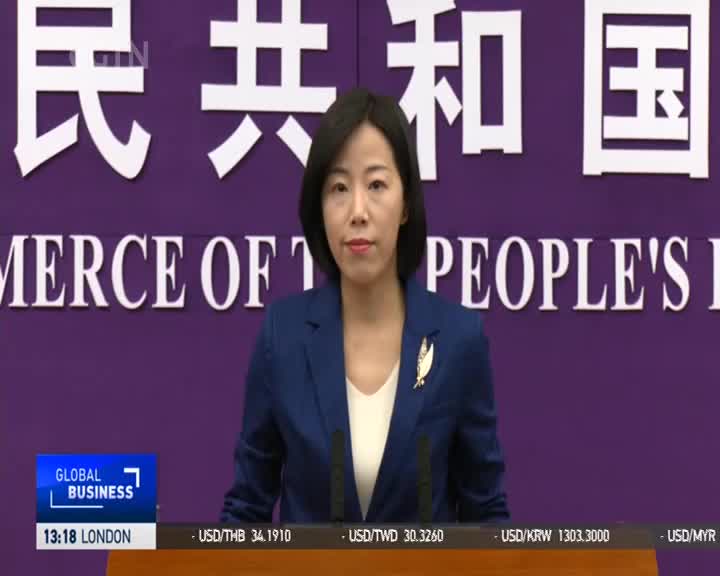 民共和国
CGTN
MERCE OF T PEOPLE'S
GLOBAL
BUSINESS
13:18 LONDON
· USD/THB 34.1910 · USD/TWD 30.3260 · USD/KRW 1303.3000 · USD/MYR